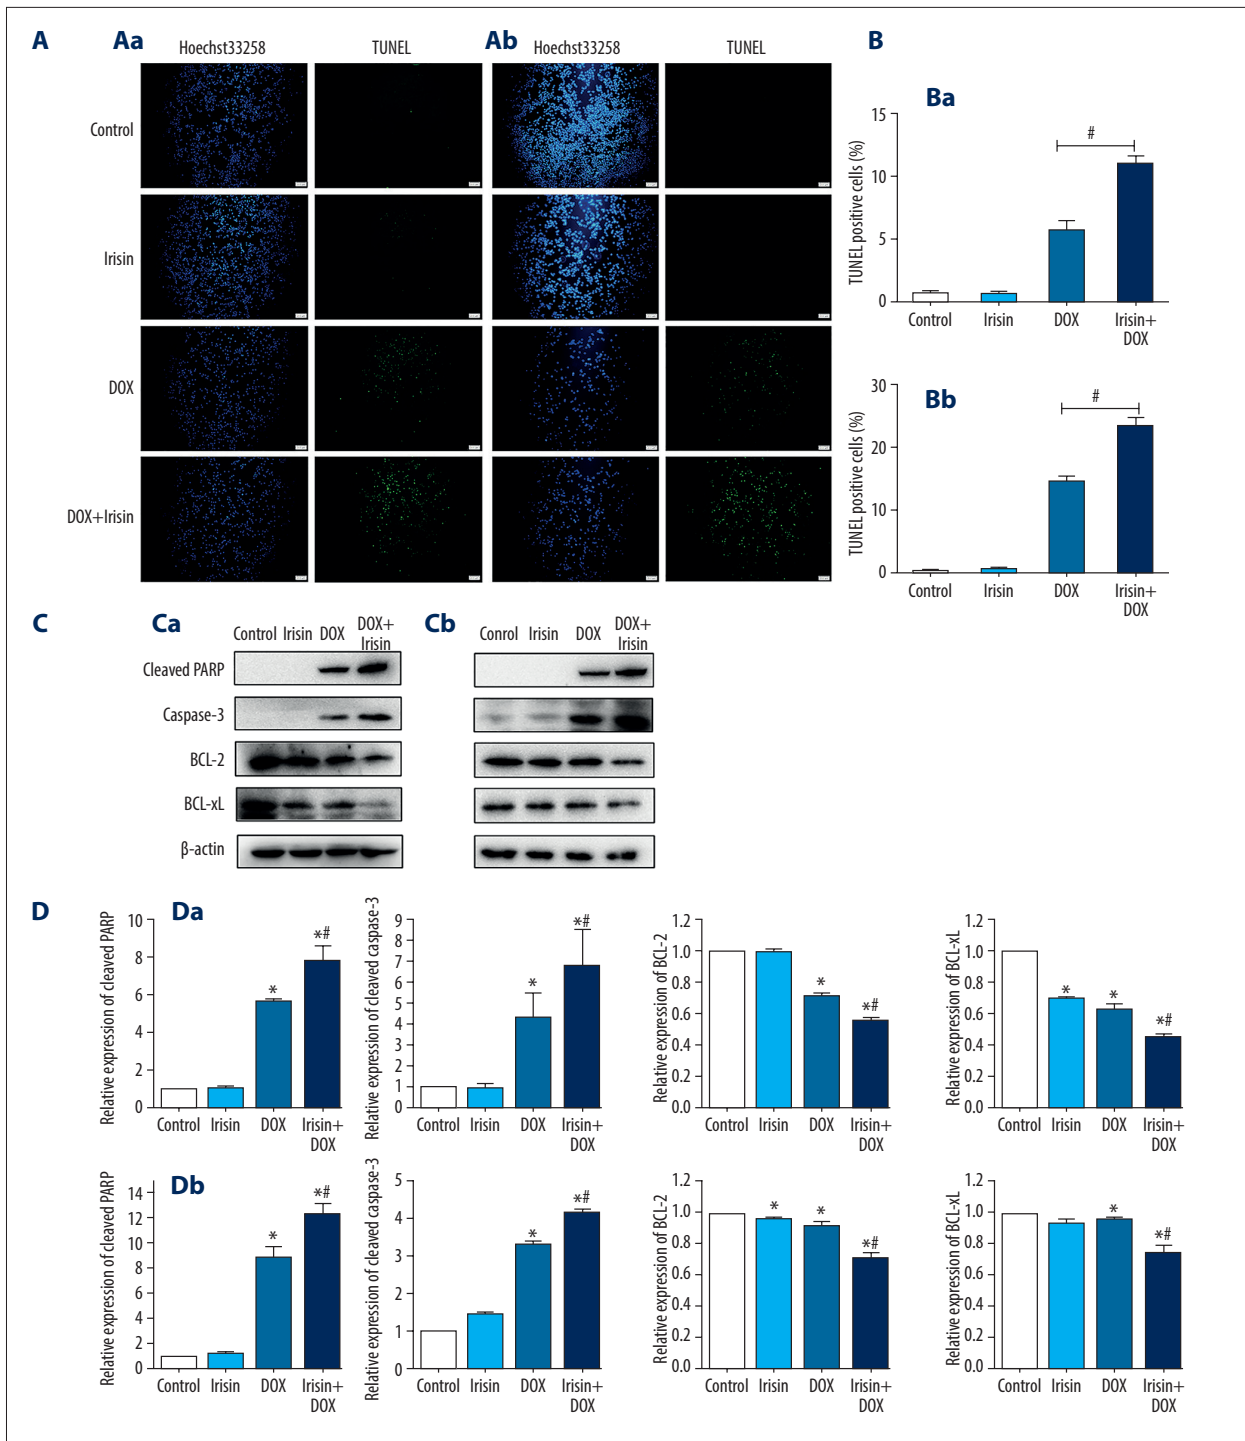 A Aa Ab B
Hoechst33258 TUNEL Hoechst33258 TUNEL
Control
Irisin
DOX
DOX+Irisin
Ba
TUNEL positive cells (%)
15
10
5
0
#
Control Irisin DOX Irisin+
DOX
Bb
TUNEL positive cells (%)
30
20
10
0
#
Control Irisin DOX Irisin+
DOX
C Ca Cb
Control Irisin DOX DOX+
Irisin
Conrol Irisin DOX DOX+
Irisin
Cleaved PARP
Caspase-3
BCL-2
BCL-xL
β-actin
D Da
Relative expression of cleaved PARP
10
8
6
4
2
0
*
*#
Control Irisin DOX Irisin+
DOX
Relative expression of cleaved caspase-3
9
8
7
6
5
4
3
2
1
0
*
*#
Control Irisin DOX Irisin+
DOX
Relative expression of BCL-2
1.2
1.0
0.8
0.6
0.4
0.2
0.0
*
*#
Control Irisin DOX Irisin+
DOX
Relative expression of BCL-xL
1.2
1.0
0.8
0.6
0.4
0.2
0.0
*
*
*#
Control Irisin DOX Irisin+
DOX
Db
Relative expression of cleaved PARP
14
12
10
8
6
4
2
0
*
*#
Control Irisin DOX Irisin+
DOX
Relative expression of cleaved caspase-3
5
4
3
2
1
0
*
*#
Control Irisin DOX Irisin+
DOX
Relative expression of BCL-2
1.2
1.0
0.8
0.6
0.4
0.2
0.0
*
*
*#
Control Irisin DOX Irisin+
DOX
Relative expression of BCL-xL
1.2
1.0
0.8
0.6
0.4
0.2
0.0
*
*#
Control Irisin DOX Irisin+
DOX